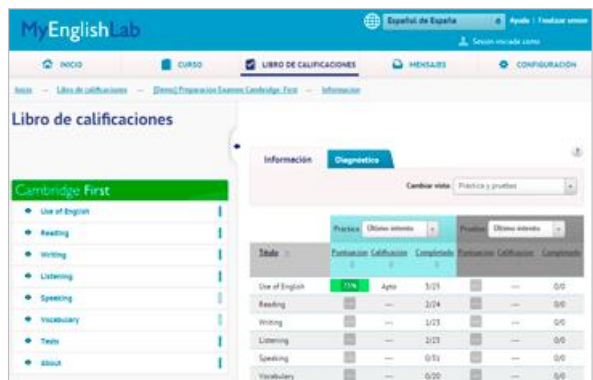 MyEnglishLab
Español de España
Ayuda | Finalizar sesión
Sesión iniciada como
INICIO
CURSO
LIBRO DE CALIFICACIONES
MENSAJES
CONFIGURACIÓN
Inicio — Libro de calificaciones — [Demo] Preparación Examen Cambridge: First — Información
Libro de calificaciones
Información
Diagnóstico
Cambiar vista: Práctica y pruebas
Cambridge First
Use of English
Reading
Writing
Listening
Speaking
Vocabulary
Tests
About
Práctica Último intento
Pruebas Último intento
Título Puntuación Calificación Completado Puntuación Calificación Completado
Use of English 75% Apto 3/25 — 0/0
Reading — 2/24 — 0/0
Writing — 1/23 — 0/0
Listening — 2/25 — 0/0
Speaking — 0/51 — 0/0
Vocabulary — 0/20 — 0/0